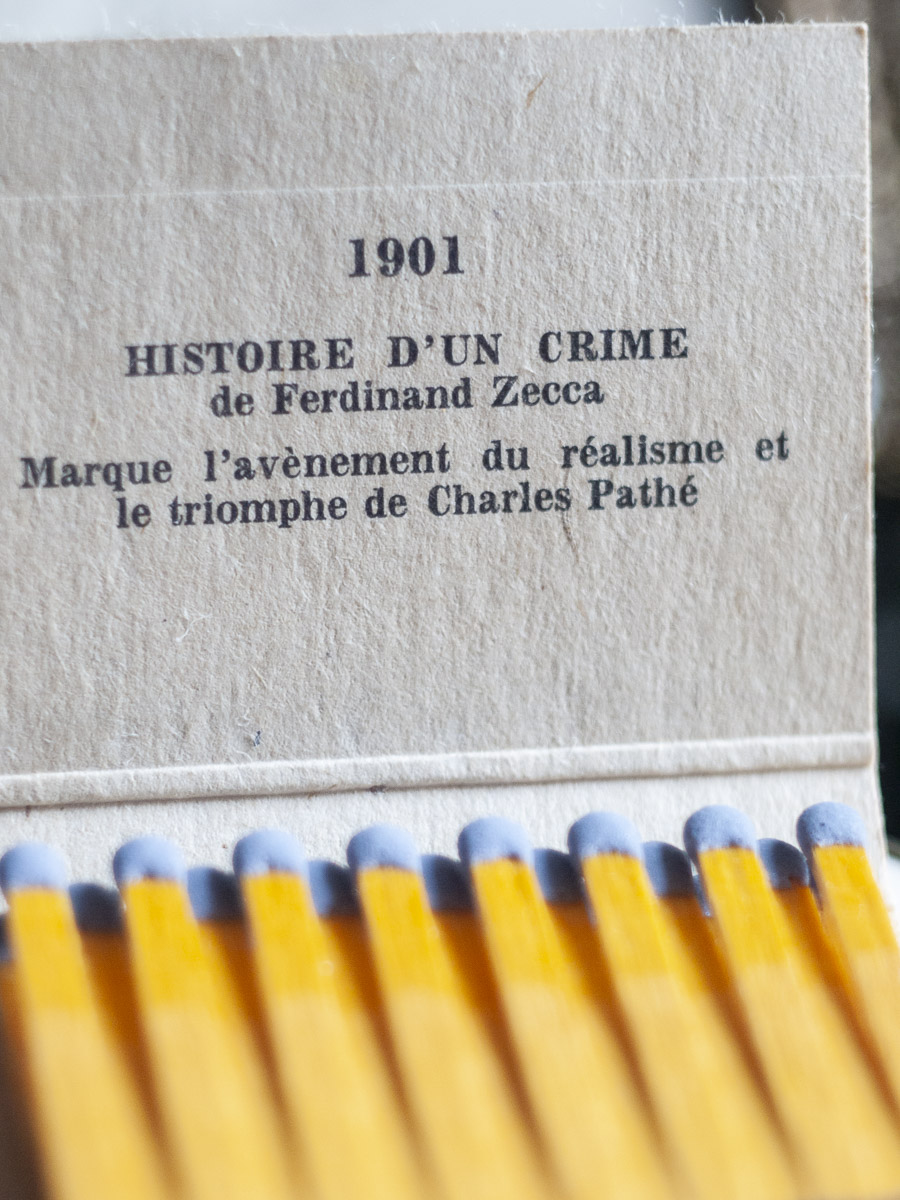 1901
HISTOIRE D'UN CRIME
de Ferdinand Zecca
Marque l'avènement du réalisme et
le triomphe de Charles Pathé